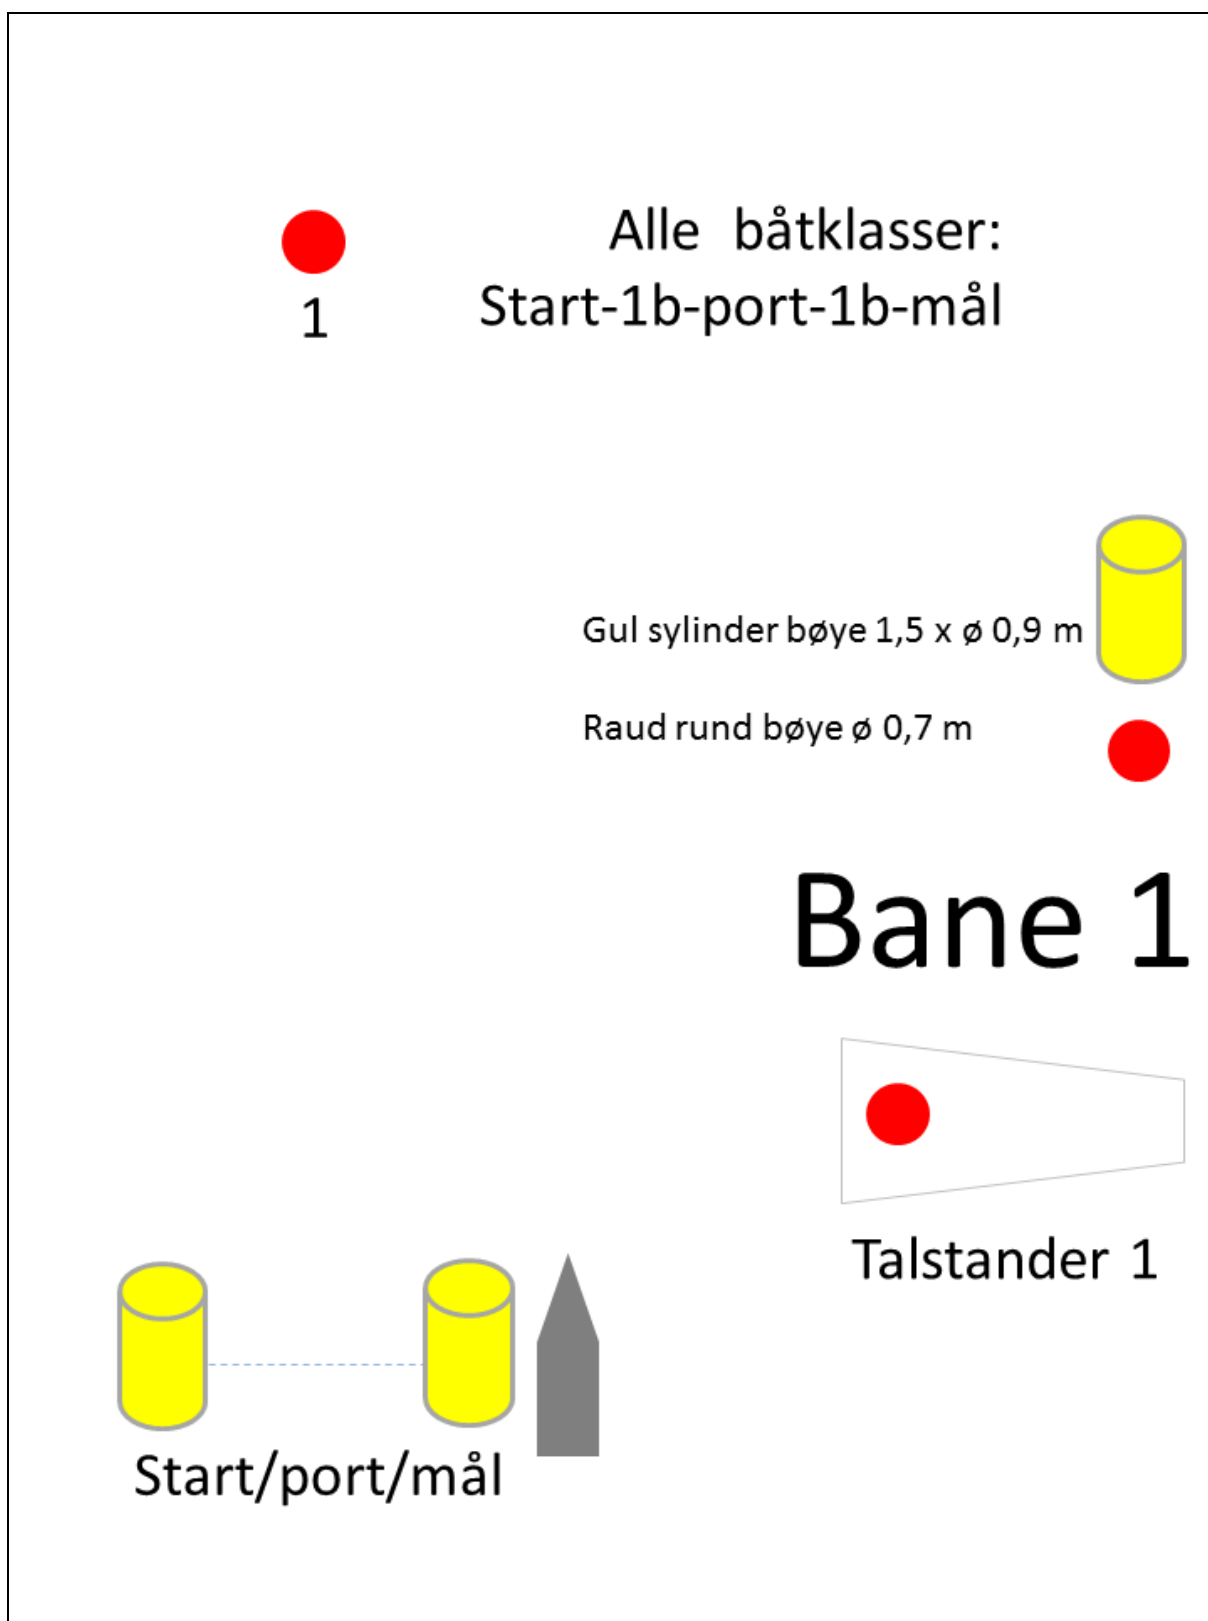 Alle båtklasser:
Start-1b-port-1b-mål
1
Gul sylinder bøye 1,5 x ø 0,9 m
Raud rund bøye ø 0,7 m
Bane 1
Talstander 1
Start/port/mål